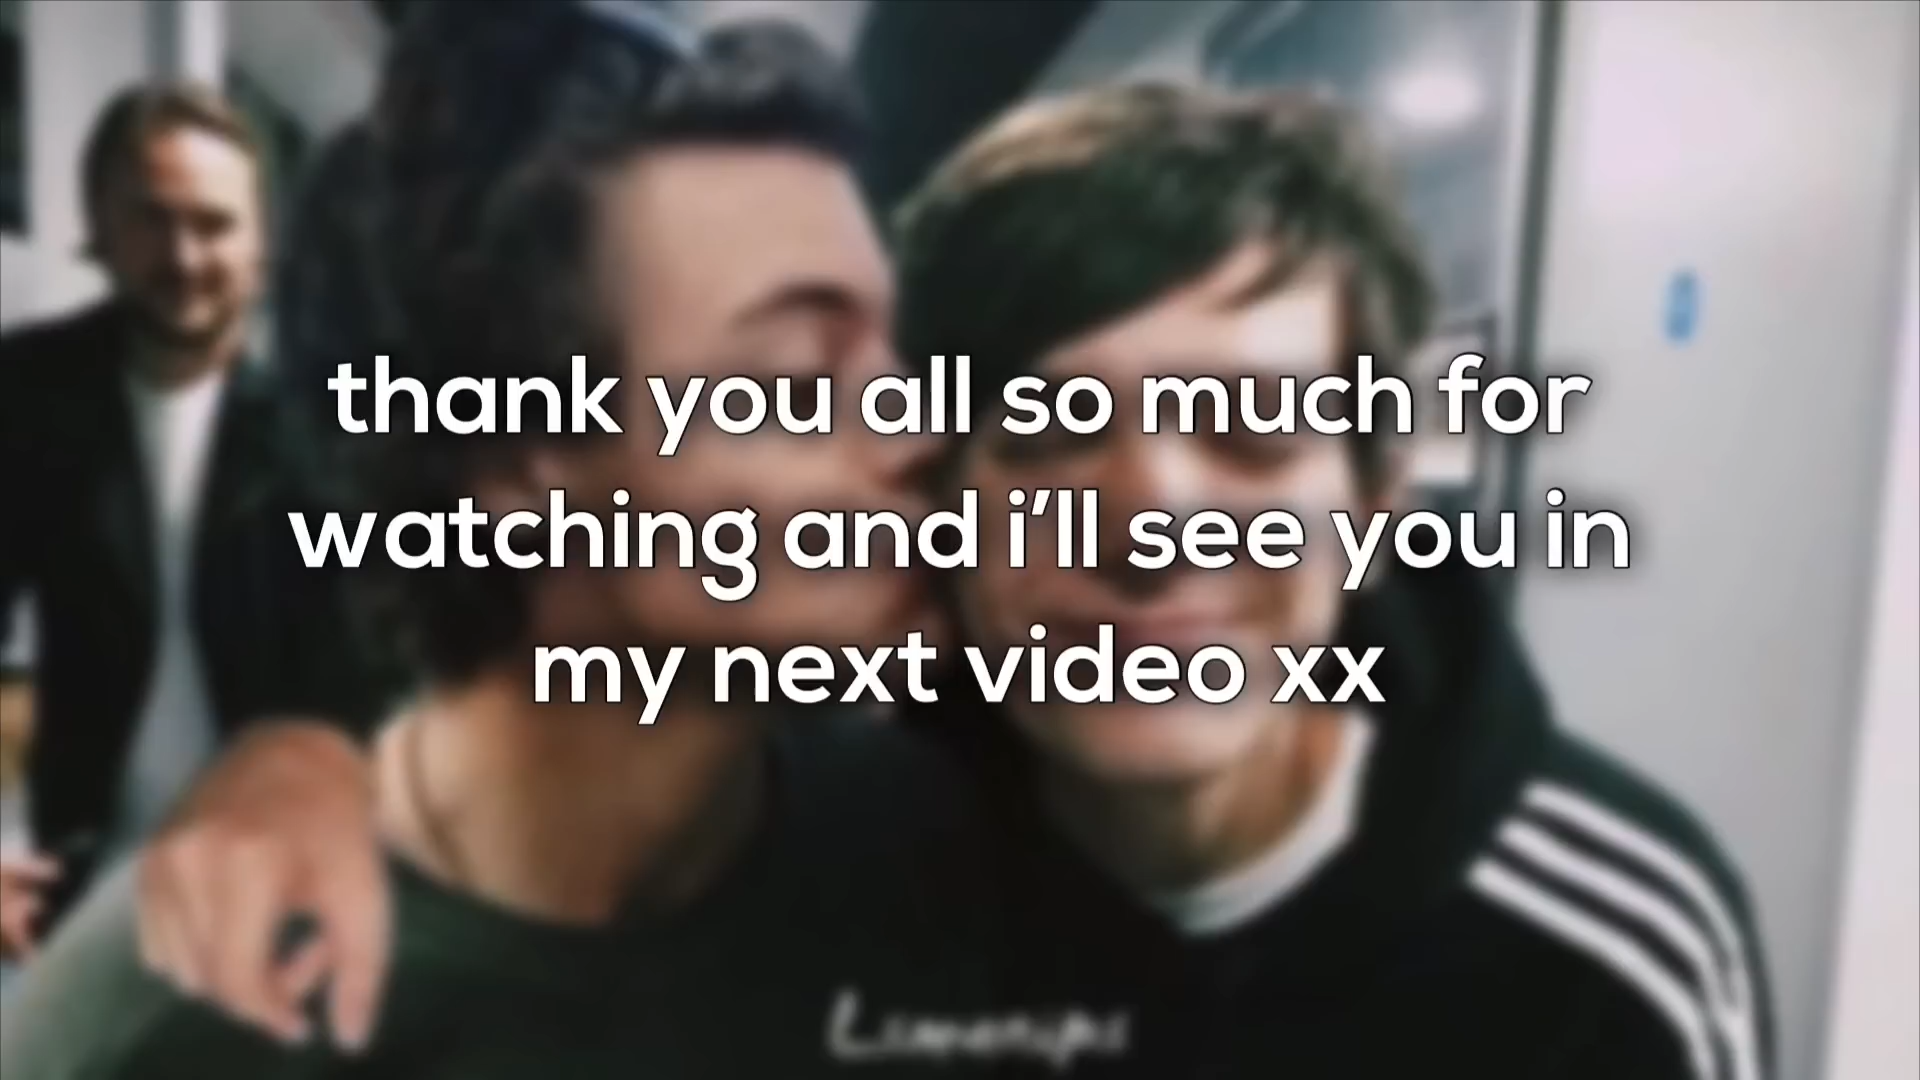 thank you all so much for
watching and i'll see you in
my next video xx